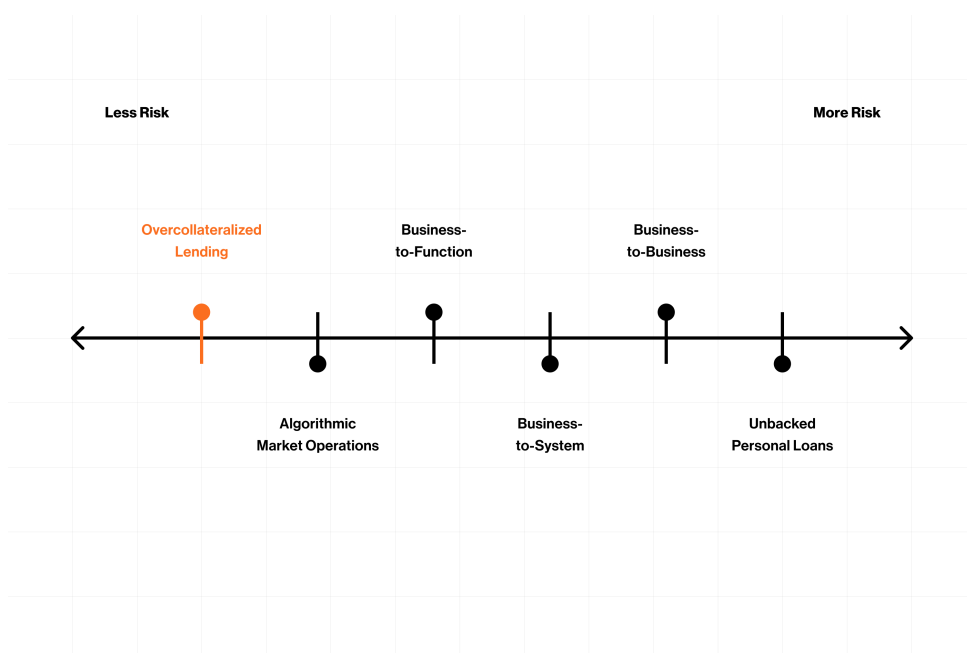 Less Risk
More Risk
Overcollateralized
Lending
Business-
to-Function
Business-
to-Business
Algorithmic
Market Operations
Business-
to-System
Unbacked
Personal Loans